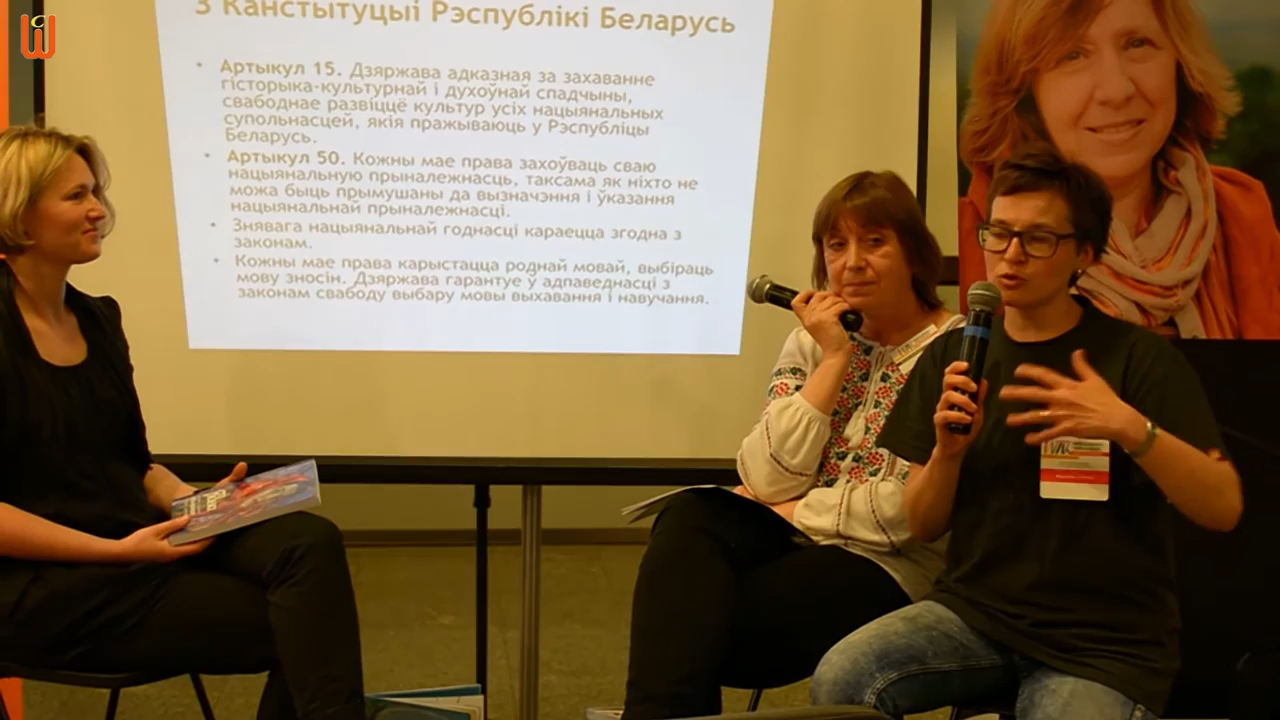 З Канстытуцыі Рэспублікі Беларусь
• Артыкул 15. Дзяржава адказная за захаванне
гісторыка-культурнай і духоўнай спадчыны,
свабоднае развіццё культур усіх нацыянальных
супольнасцей, якія пражываюць у Рэспубліцы
Беларусь.
• Артыкул 50. Кожны мае права захоўваць сваю
нацыянальную прыналежнасць, таксама як ніхто не
можа быць прымушаны да вызначэння і ўказання
нацыянальнай прыналежнасці.
• Знявага нацыянальнай годнасці караецца згодна з
законам.
• Кожны мае права карыстацца роднай мовай, выбіраць
мову зносін. Дзяржава гарантуе ў адпаведнасці з
законам свабоду выбару мовы выхавання і навучання.